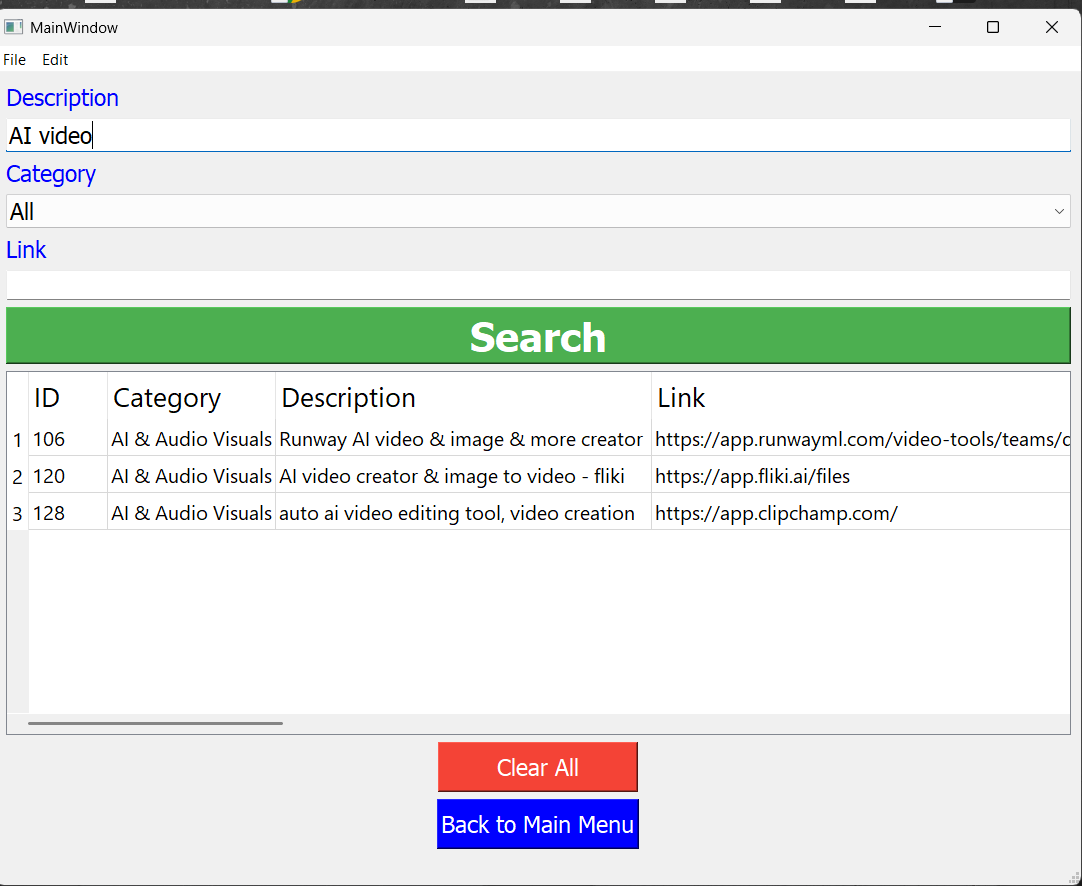 MainWindow
File Edit
Description
AI video
Category
All
Link
Search
ID Category Description Link
1 106 AI & Audio Visuals Runway AI video & image & more creator https://app.runwayml.com/video-tools/teams/
2 120 AI & Audio Visuals AI video creator & image to video - fliki https://app.fliki.ai/files
3 128 AI & Audio Visuals auto ai video editing tool, video creation https://app.clipchamp.com/
Clear All
Back to Main Menu